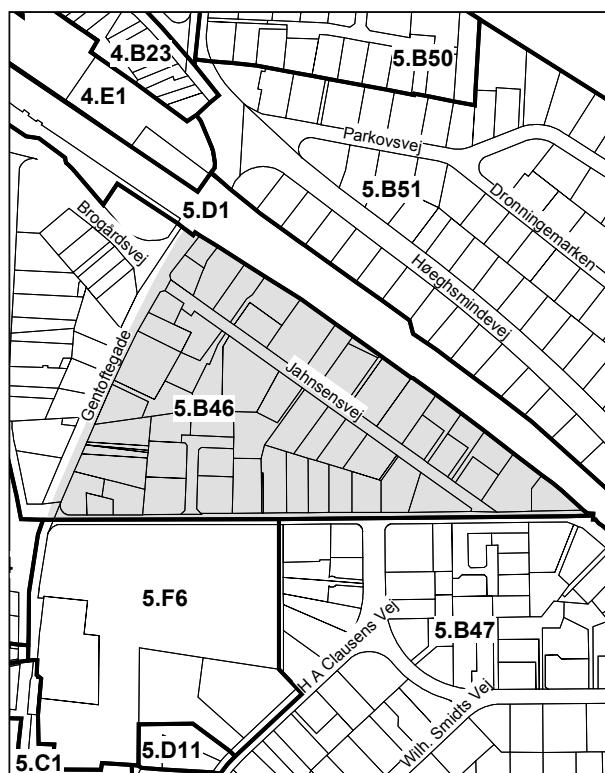 4.B23
5.B50
4.E1
Parkovsvej
5.B51
Dronningemarken
5.D1
Brogårdsvej
Høeghsmindevej
Gentoftegade
Jahnsensvej
5.B46
5.F6
H A Clausens Vej
5.B47
Wilh. Smidts Vej
5.D11
5.C1